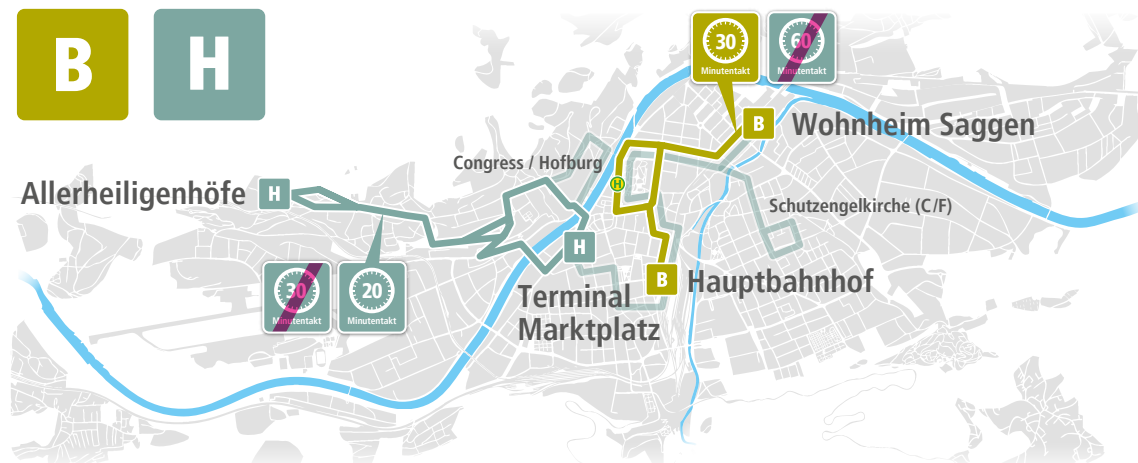 B
H
30
Minutentakt
60
Minutentakt
B
Wohnheim Saggen
Congress / Hofburg
H
Allerheiligenhöfe
H
Schutzengelkirche (C/F)
H
B
Hauptbahnhof
30
Minutentakt
20
Minutentakt
Terminal
Marktplatz